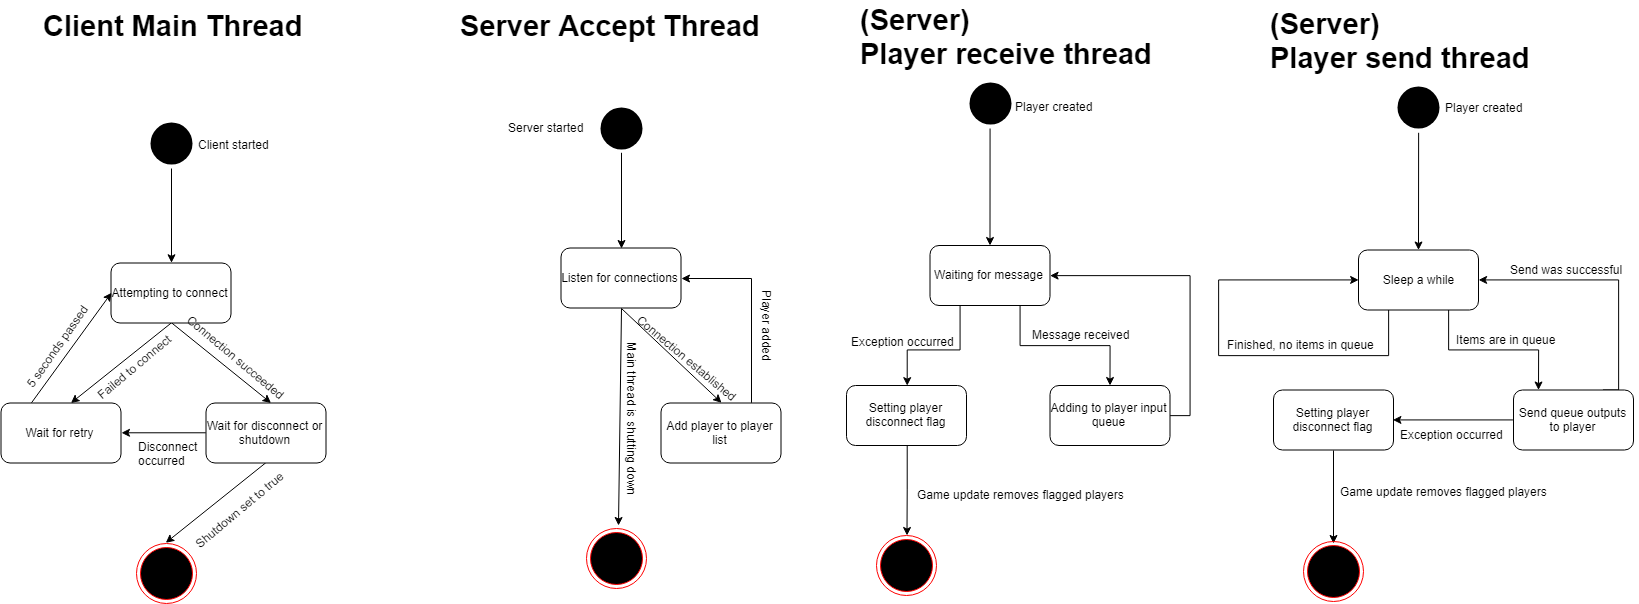 Client Main Thread
Client started
Attempting to connect
5 seconds passed
Failed to connect
Connection succeeded
Wait for retry
Wait for disconnect or
shutdown
Disconnect
occurred
Shutdown set to true
Server Accept Thread
Server started
Listen for connections
Connection established
Player added
Main thread is shutting down
Add player to player
list
(Server)
Player receive thread
Player created
Waiting for message
Exception occurred
Message received
Setting player
disconnect flag
Adding to player input
queue
Game update removes flagged players
(Server)
Player send thread
Player created
Sleep a while
Send was successful
Finished, no items in queue
Items are in queue
Setting player
disconnect flag
Exception occurred
Send queue outputs
to player
Game update removes flagged players